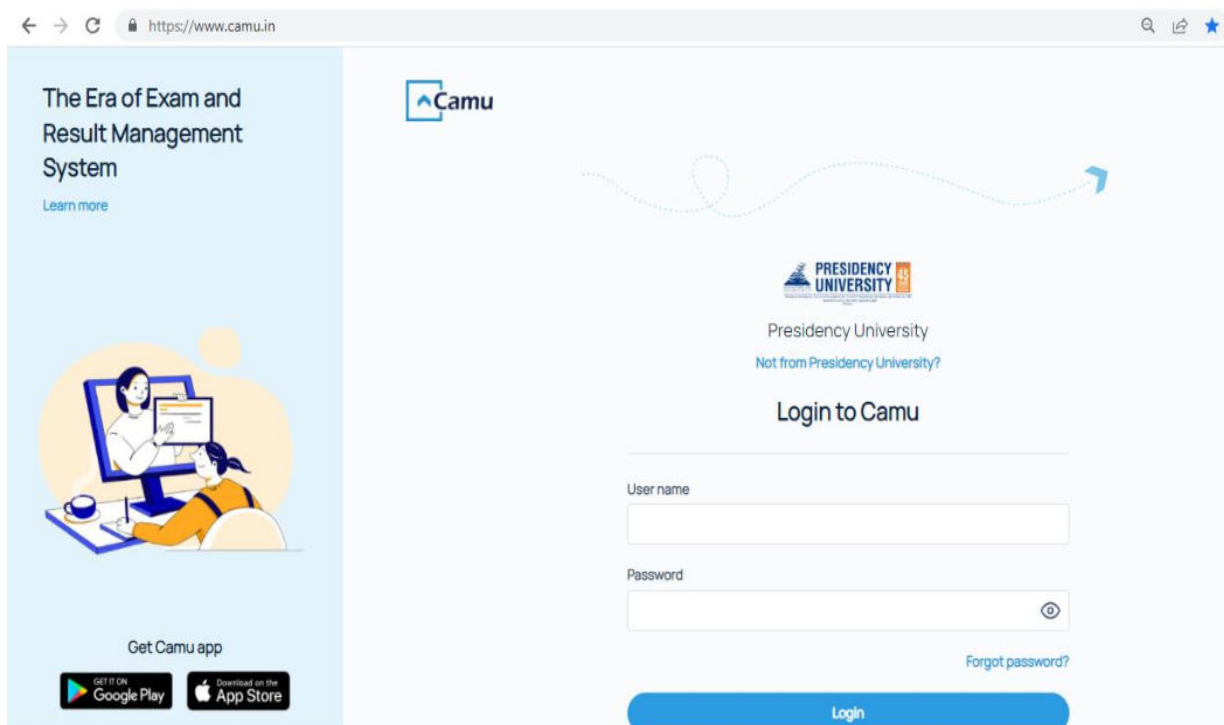 https://www.camu.in
The Era of Exam and
Result Management
System
Learn more
Get Camu app
GET IT ON
Google Play
Download on the
App Store
Camu
PRESIDENCY
UNIVERSITY
45
Presidency University
Not from Presidency University?
Login to Camu
User name
Password
Forgot password?
Login